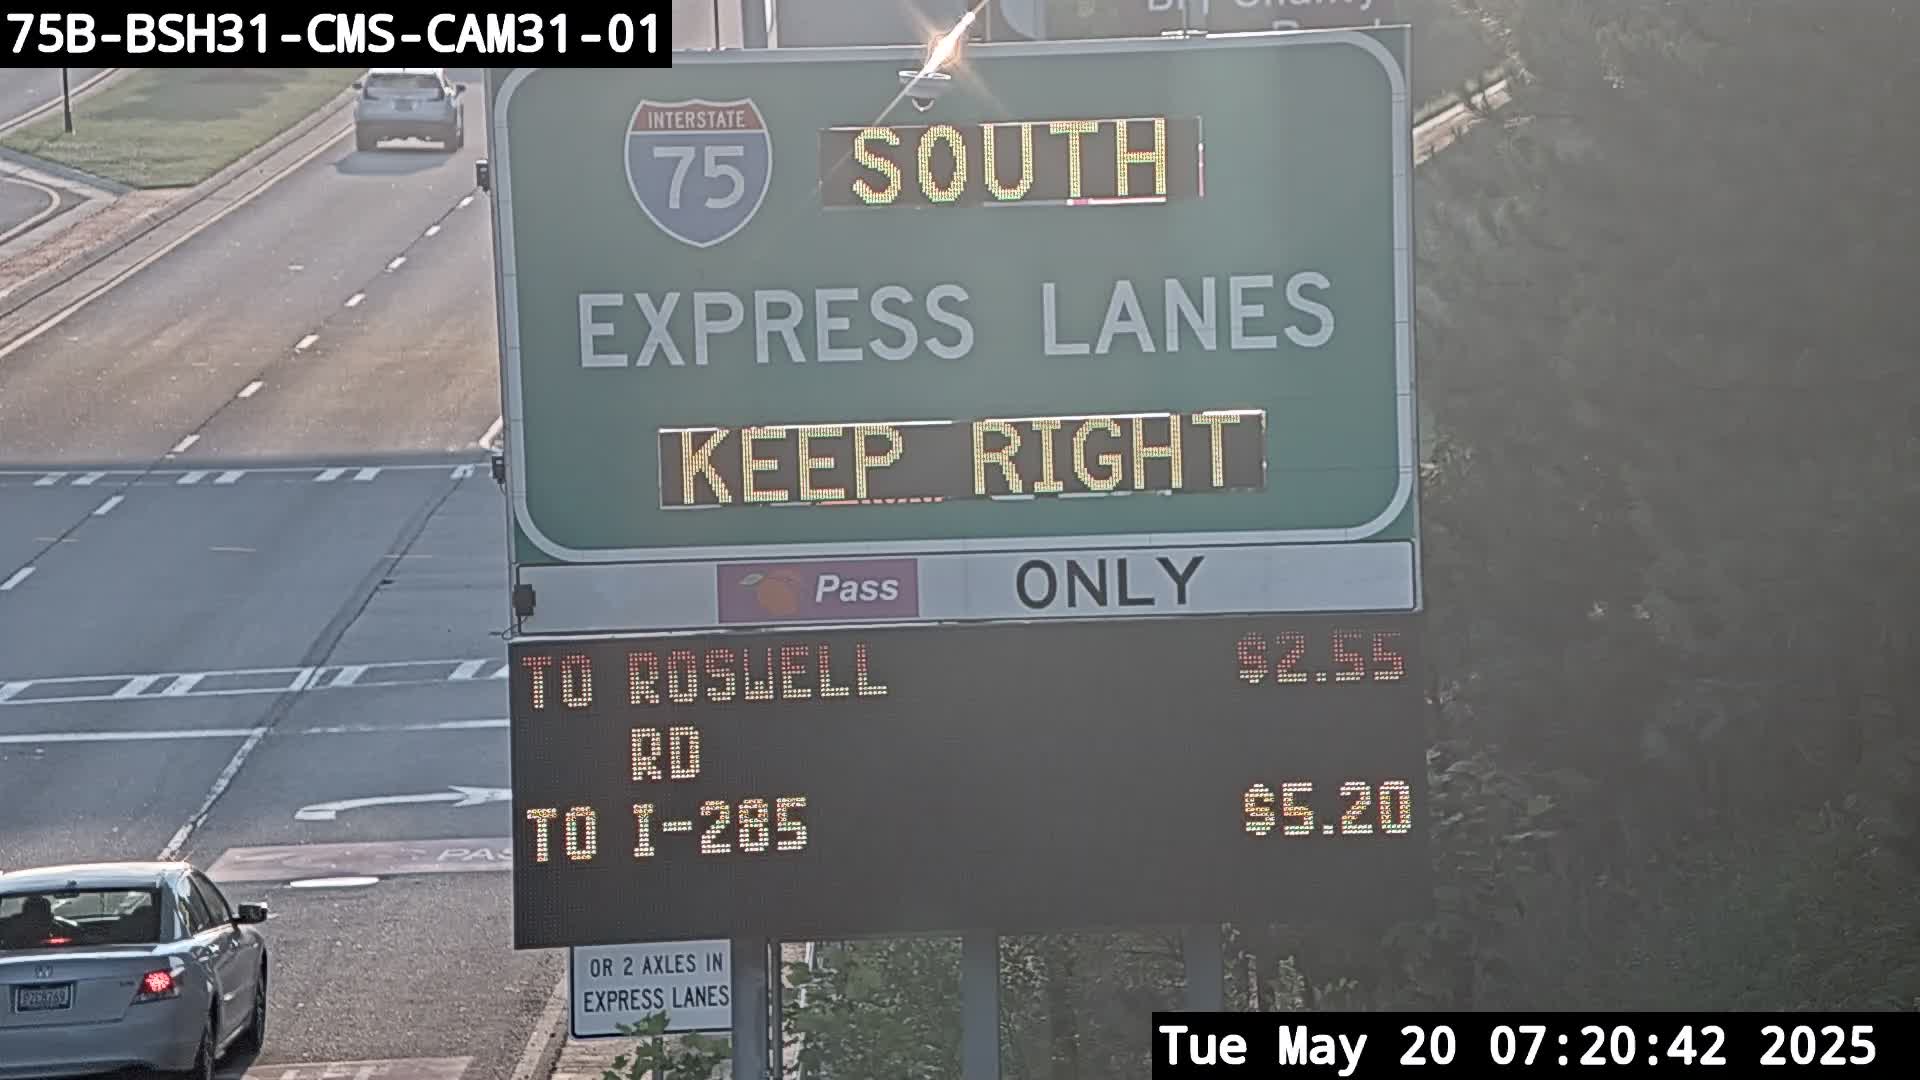 75B-BSH31-CMS-CAM31-01
INTERSTATE
75
SOUTH
EXPRESS LANES
KEEP RIGHT
Pass ONLY
TO ROSWELL $2.55
RD
TO I-285 $5.20
OR 2 AXLES IN
EXPRESS LANES
Tue May 20 07:20:42 2025